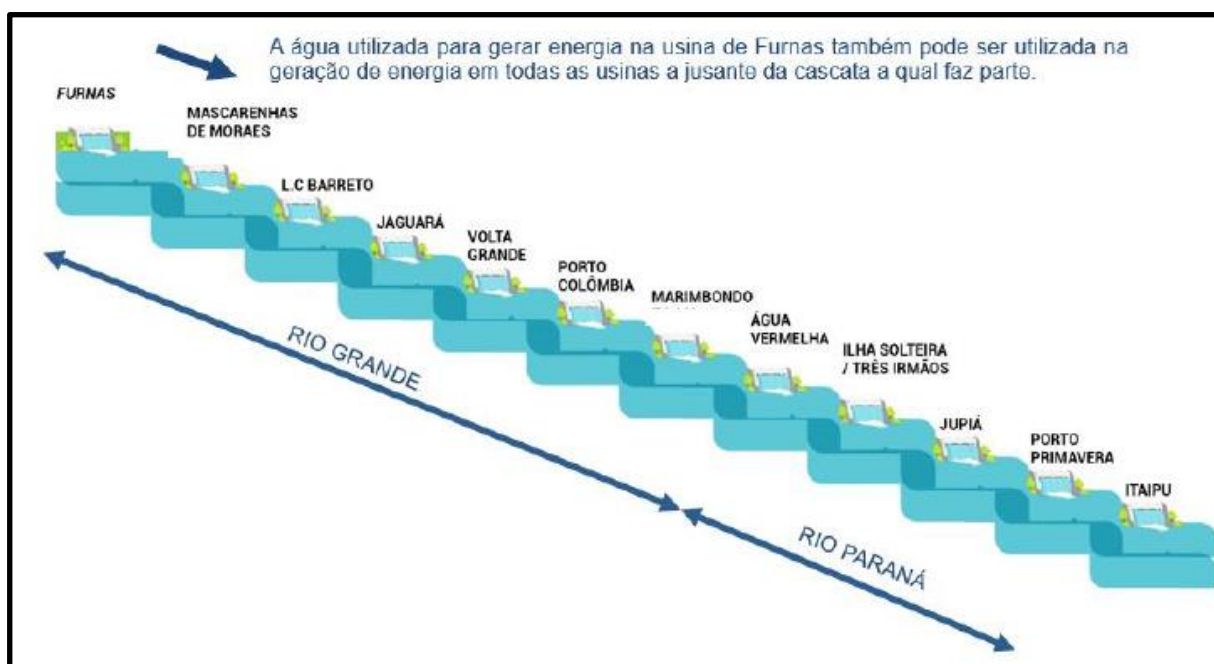 A água utilizada para gerar energia na usina de Furnas também pode ser utilizada na
geração de energia em todas as usinas a jusante da cascata a qual faz parte.
FURNAS
MASCARENHAS
DE MORAES
L.C BARRETO
JAGUARÁ
VOLTA
GRANDE
PORTO
COLÔMBIA
MARIMBONDO
ÁGUA
VERMELHA
ILHA SOLTEIRA
/ TRÊS IRMÃOS
JUPIÁ
PORTO
PRIMAVERA
ITAIPU
RIO GRANDE
RIO PARANÁ